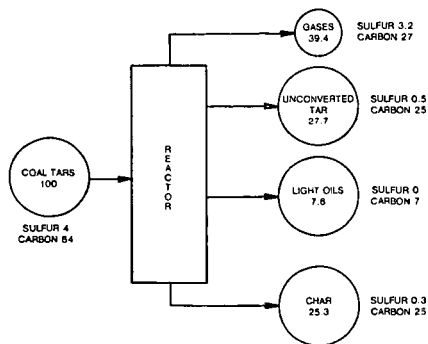 GASES
39.4
SULFUR 3.2
CARBON 27
UNCONVERTED
TAR
27.7
SULFUR 0.5
CARBON 25
REACTOR
COAL TARS
100
SULFUR 4
CARBON 84
LIGHT OILS
7.6
SULFUR 0
CARBON 7
CHAR
25.3
SULFUR 0.3
CARBON 25